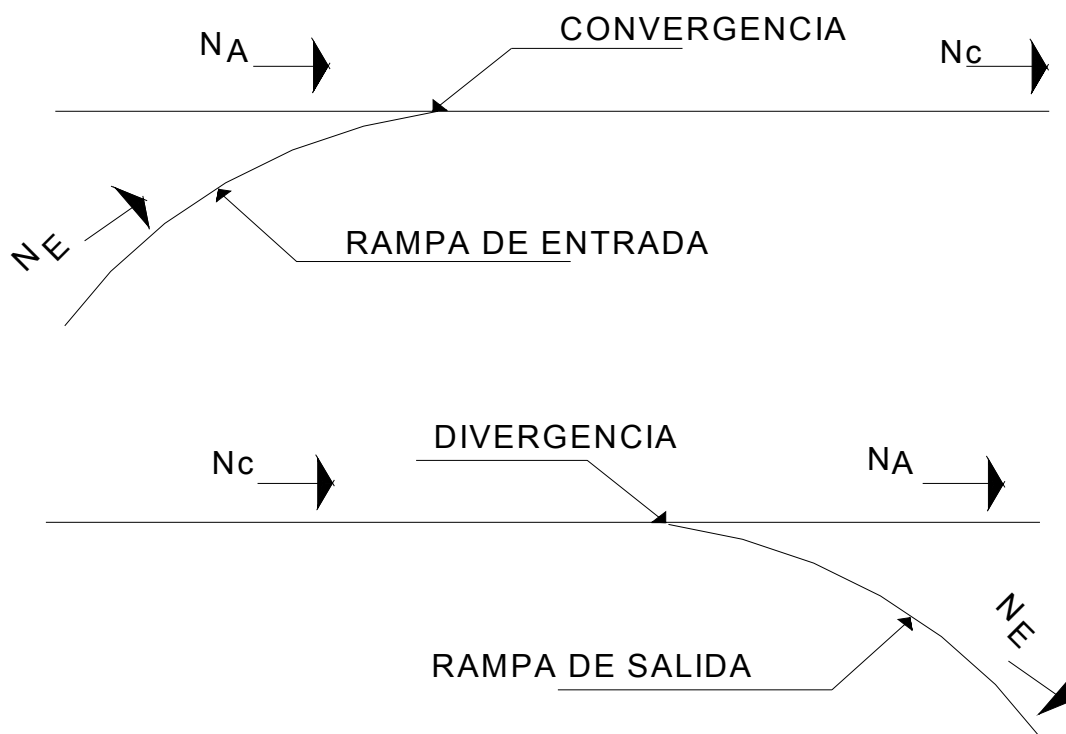 CONVERGENCIA
NA
Nc
NE
RAMPA DE ENTRADA
DIVERGENCIA
Nc
NA
NE
RAMPA DE SALIDA